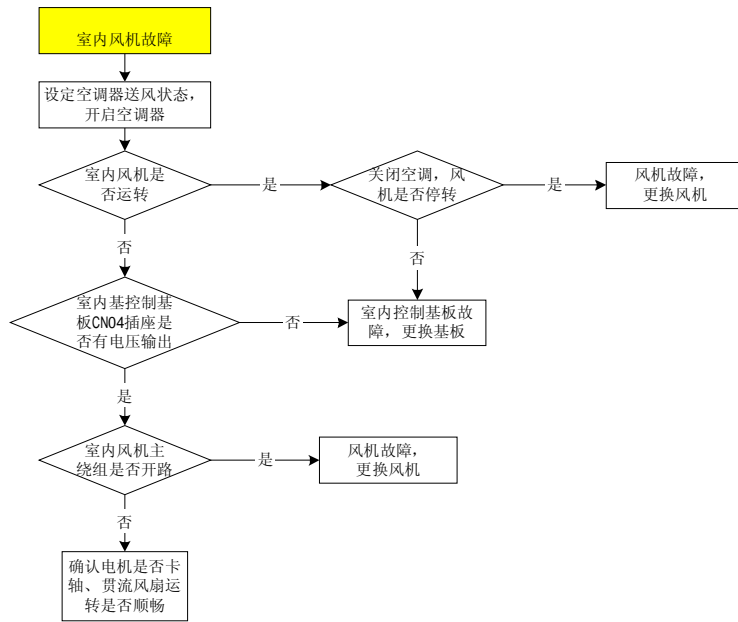 室内风机故障
设定空调器送风状态，
开启空调器
室内风机是
否运转
是
关闭空调，风
机是否停转
是
风机故障，
更换风机
否
否
室内基控制基
板CN04插座是
否有电压输出
否
室内控制基板故
障，更换基板
是
室内风机主
绕组是否开路
是
风机故障，
更换风机
否
确认电机是否卡
轴、贯流风扇运
转是否顺畅